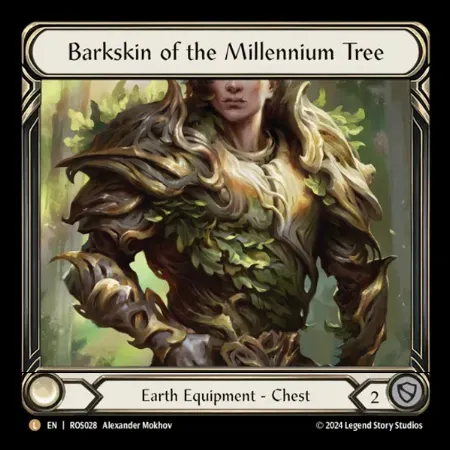 Barkskin of the Millennium Tree
Earth Equipment - Chest
2
L EN | ROS028 Alexander Mokhov © 2024 Legend Story Studios